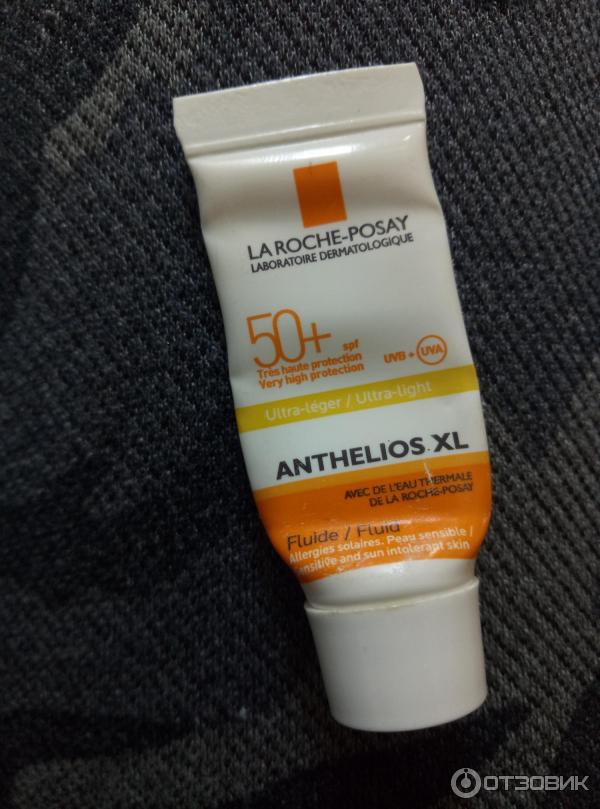 LA ROCHE-POSAY
LABORATOIRE DERMATOLOGIQUE
50+ spf
Très haute protection
Very high protection
UVB + UVA
Ultra-léger / Ultra-light
ANTHELIOS XL
AVEC DE L'EAU THERMALE
DE LA ROCHE-POSAY
Fluide / Fluid
Allergies solaires. Peau sensible /
Sensitive and sun intolerant skin
ОТЗОВИК